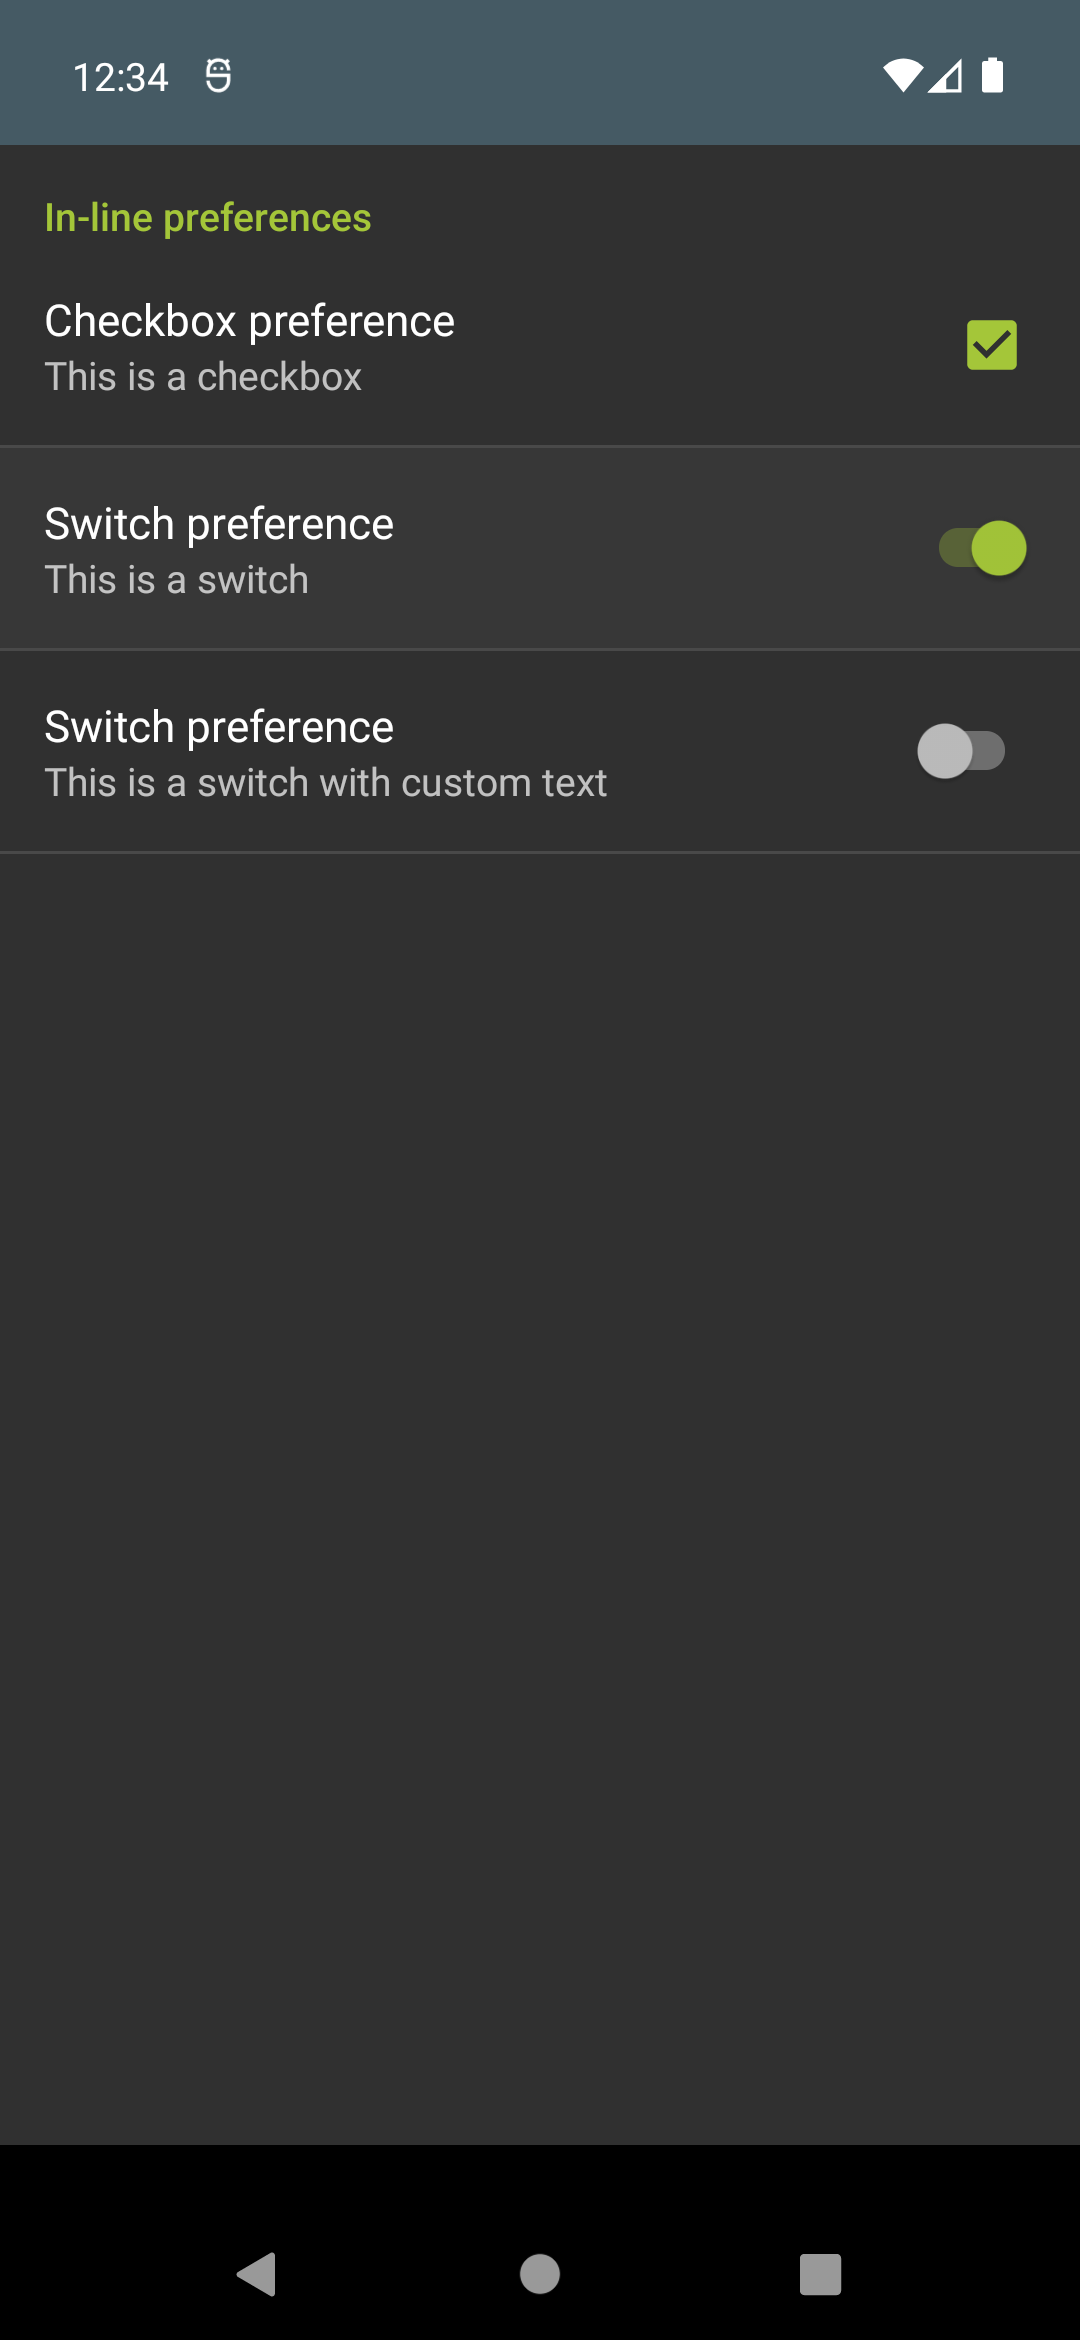 12:34
In-line preferences
Checkbox preference
This is a checkbox
Switch preference
This is a switch
Switch preference
This is a switch with custom text